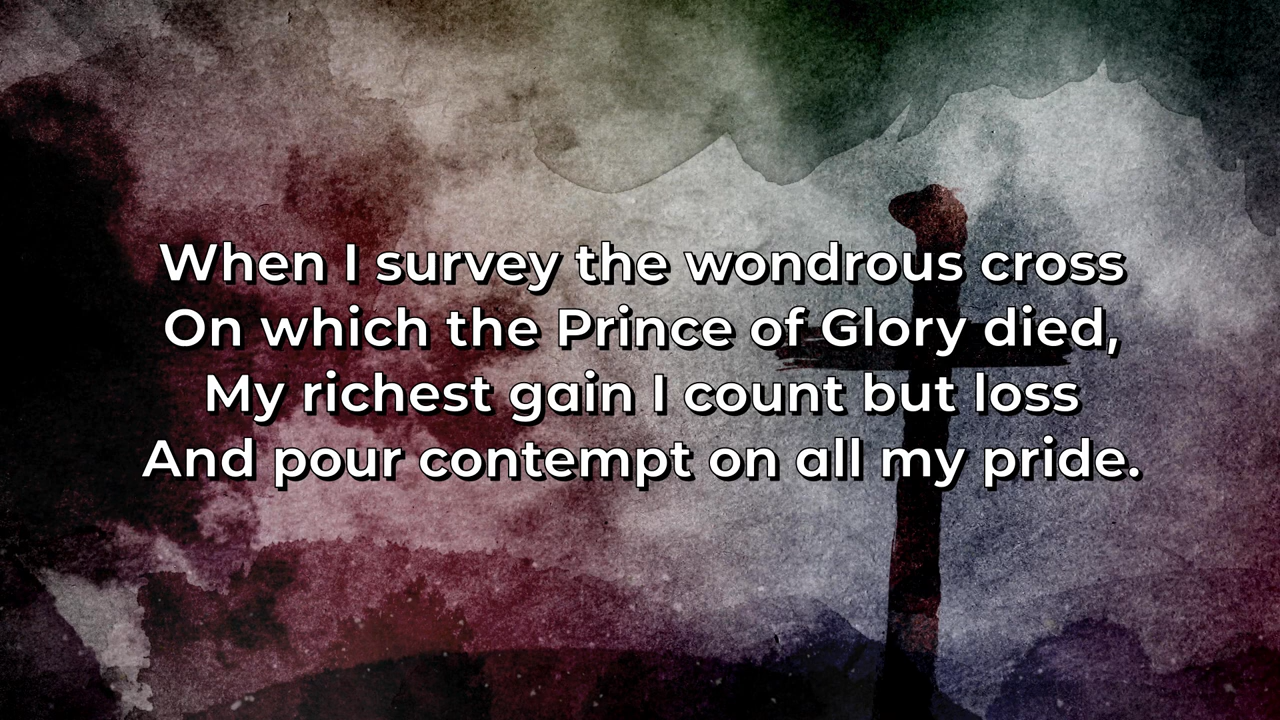 When I survey the wondrous cross
On which the Prince of Glory died,
My richest gain I count but loss
And pour contempt on all my pride.